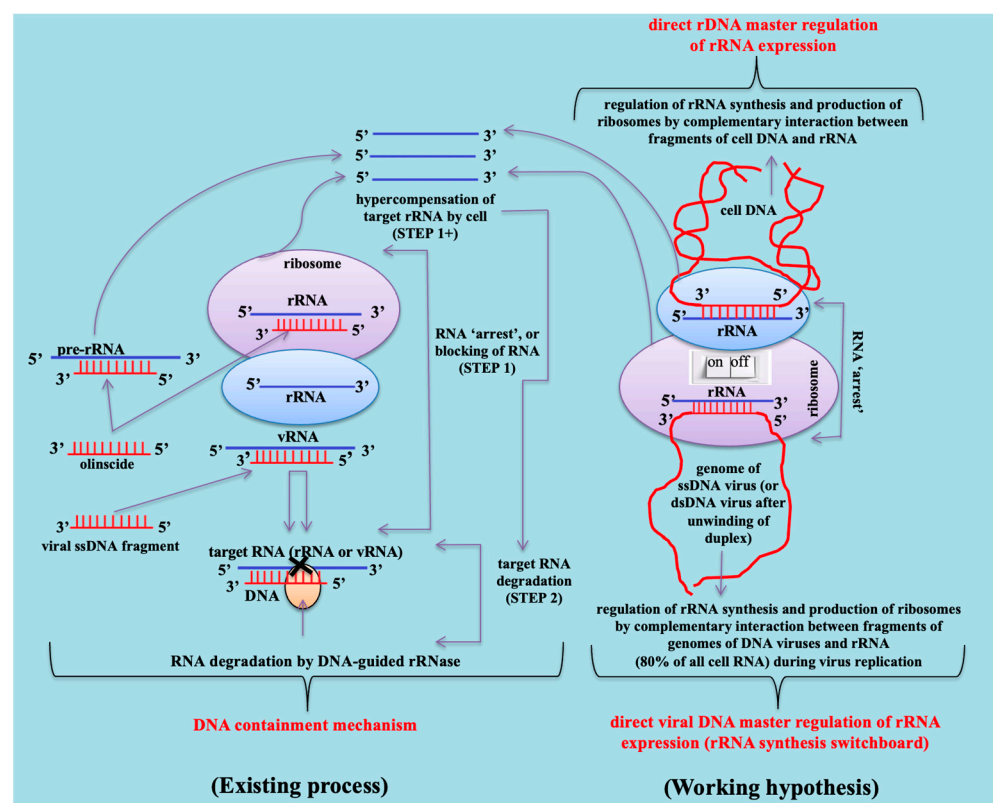 direct rDNA master regulation
of rRNA expression
regulation of rRNA synthesis and production of
ribosomes by complementary interaction between
fragments of cell DNA and rRNA
5’ 3’
5’ 3’
5’ 3’
hypercompensation of
target rRNA by cell
(STEP 1+)
cell DNA
ribosome
rRNA
5’ 3’
3’ 5’
pre-rRNA
5’ 3’
3’ 5’
5’ 3’
rRNA
3’ 5’
olinscide
vRNA
5’ 3’
3’ 5’
3’ 5’
viral ssDNA fragment
RNA ‘arrest’, or
blocking of RNA
(STEP 1)
target RNA (rRNA or vRNA)
5’ 3’
3’ 5’
DNA
target RNA
degradation
(STEP 2)
RNA degradation by DNA-guided rRNase
DNA containment mechanism
(Existing process)
3’ 5’
5’ 3’
rRNA
on off
rRNA
5’ 3’
3’ 5’
ribosome
RNA ‘arrest’
genome of
ssDNA virus (or
dsDNA virus after
unwinding of
duplex)
regulation of rRNA synthesis and production of ribosomes
by complementary interaction between fragments of
genomes of DNA viruses and rRNA
(80% of all cell RNA) during virus replication
direct viral DNA master regulation of rRNA
expression (rRNA synthesis switchboard)
(Working hypothesis)